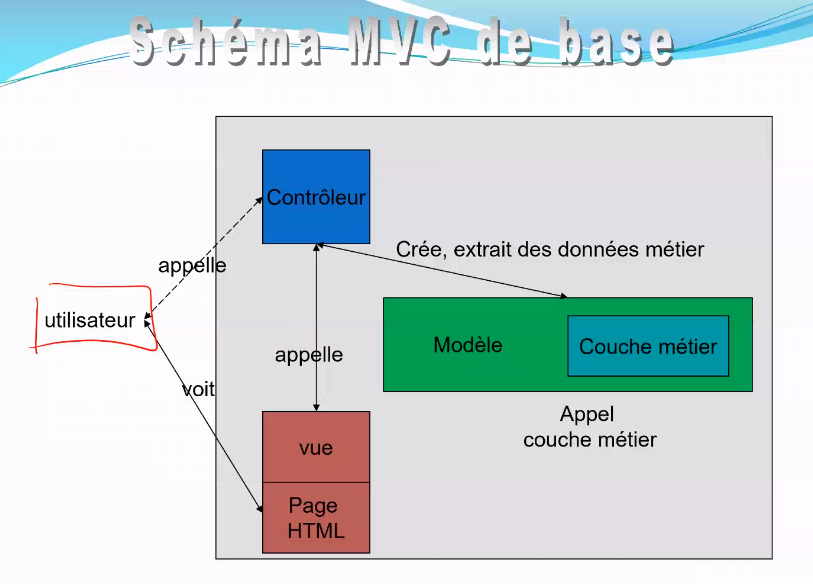 Schéma MVC de base
Contrôleur
Crée, extrait des données métier
appelle
utilisateur
Modèle
Couche métier
appelle
voit
Appel
couche métier
vue
Page
HTML